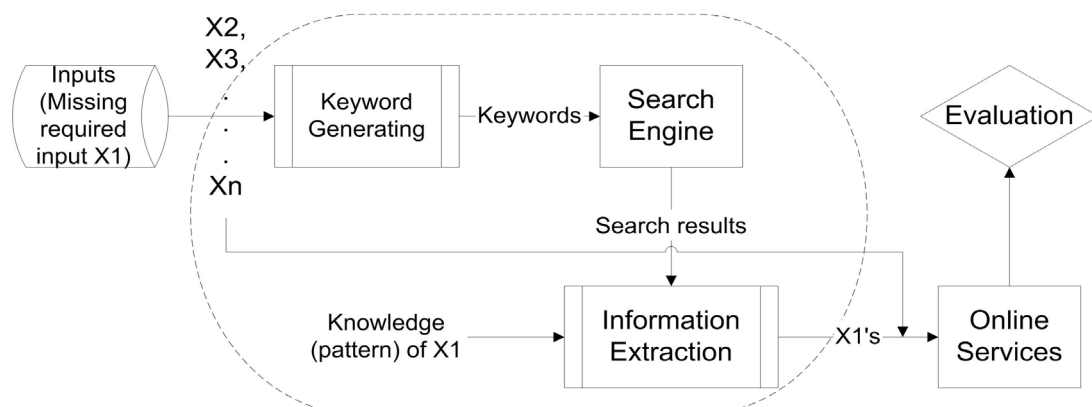 X2,
X3,
.
.
.
Xn
Inputs
(Missing
required
input X1)
Keyword
Generating
Keywords
Search
Engine
Evaluation
Search results
Knowledge
(pattern) of X1
Information
Extraction
X1's
Online
Services